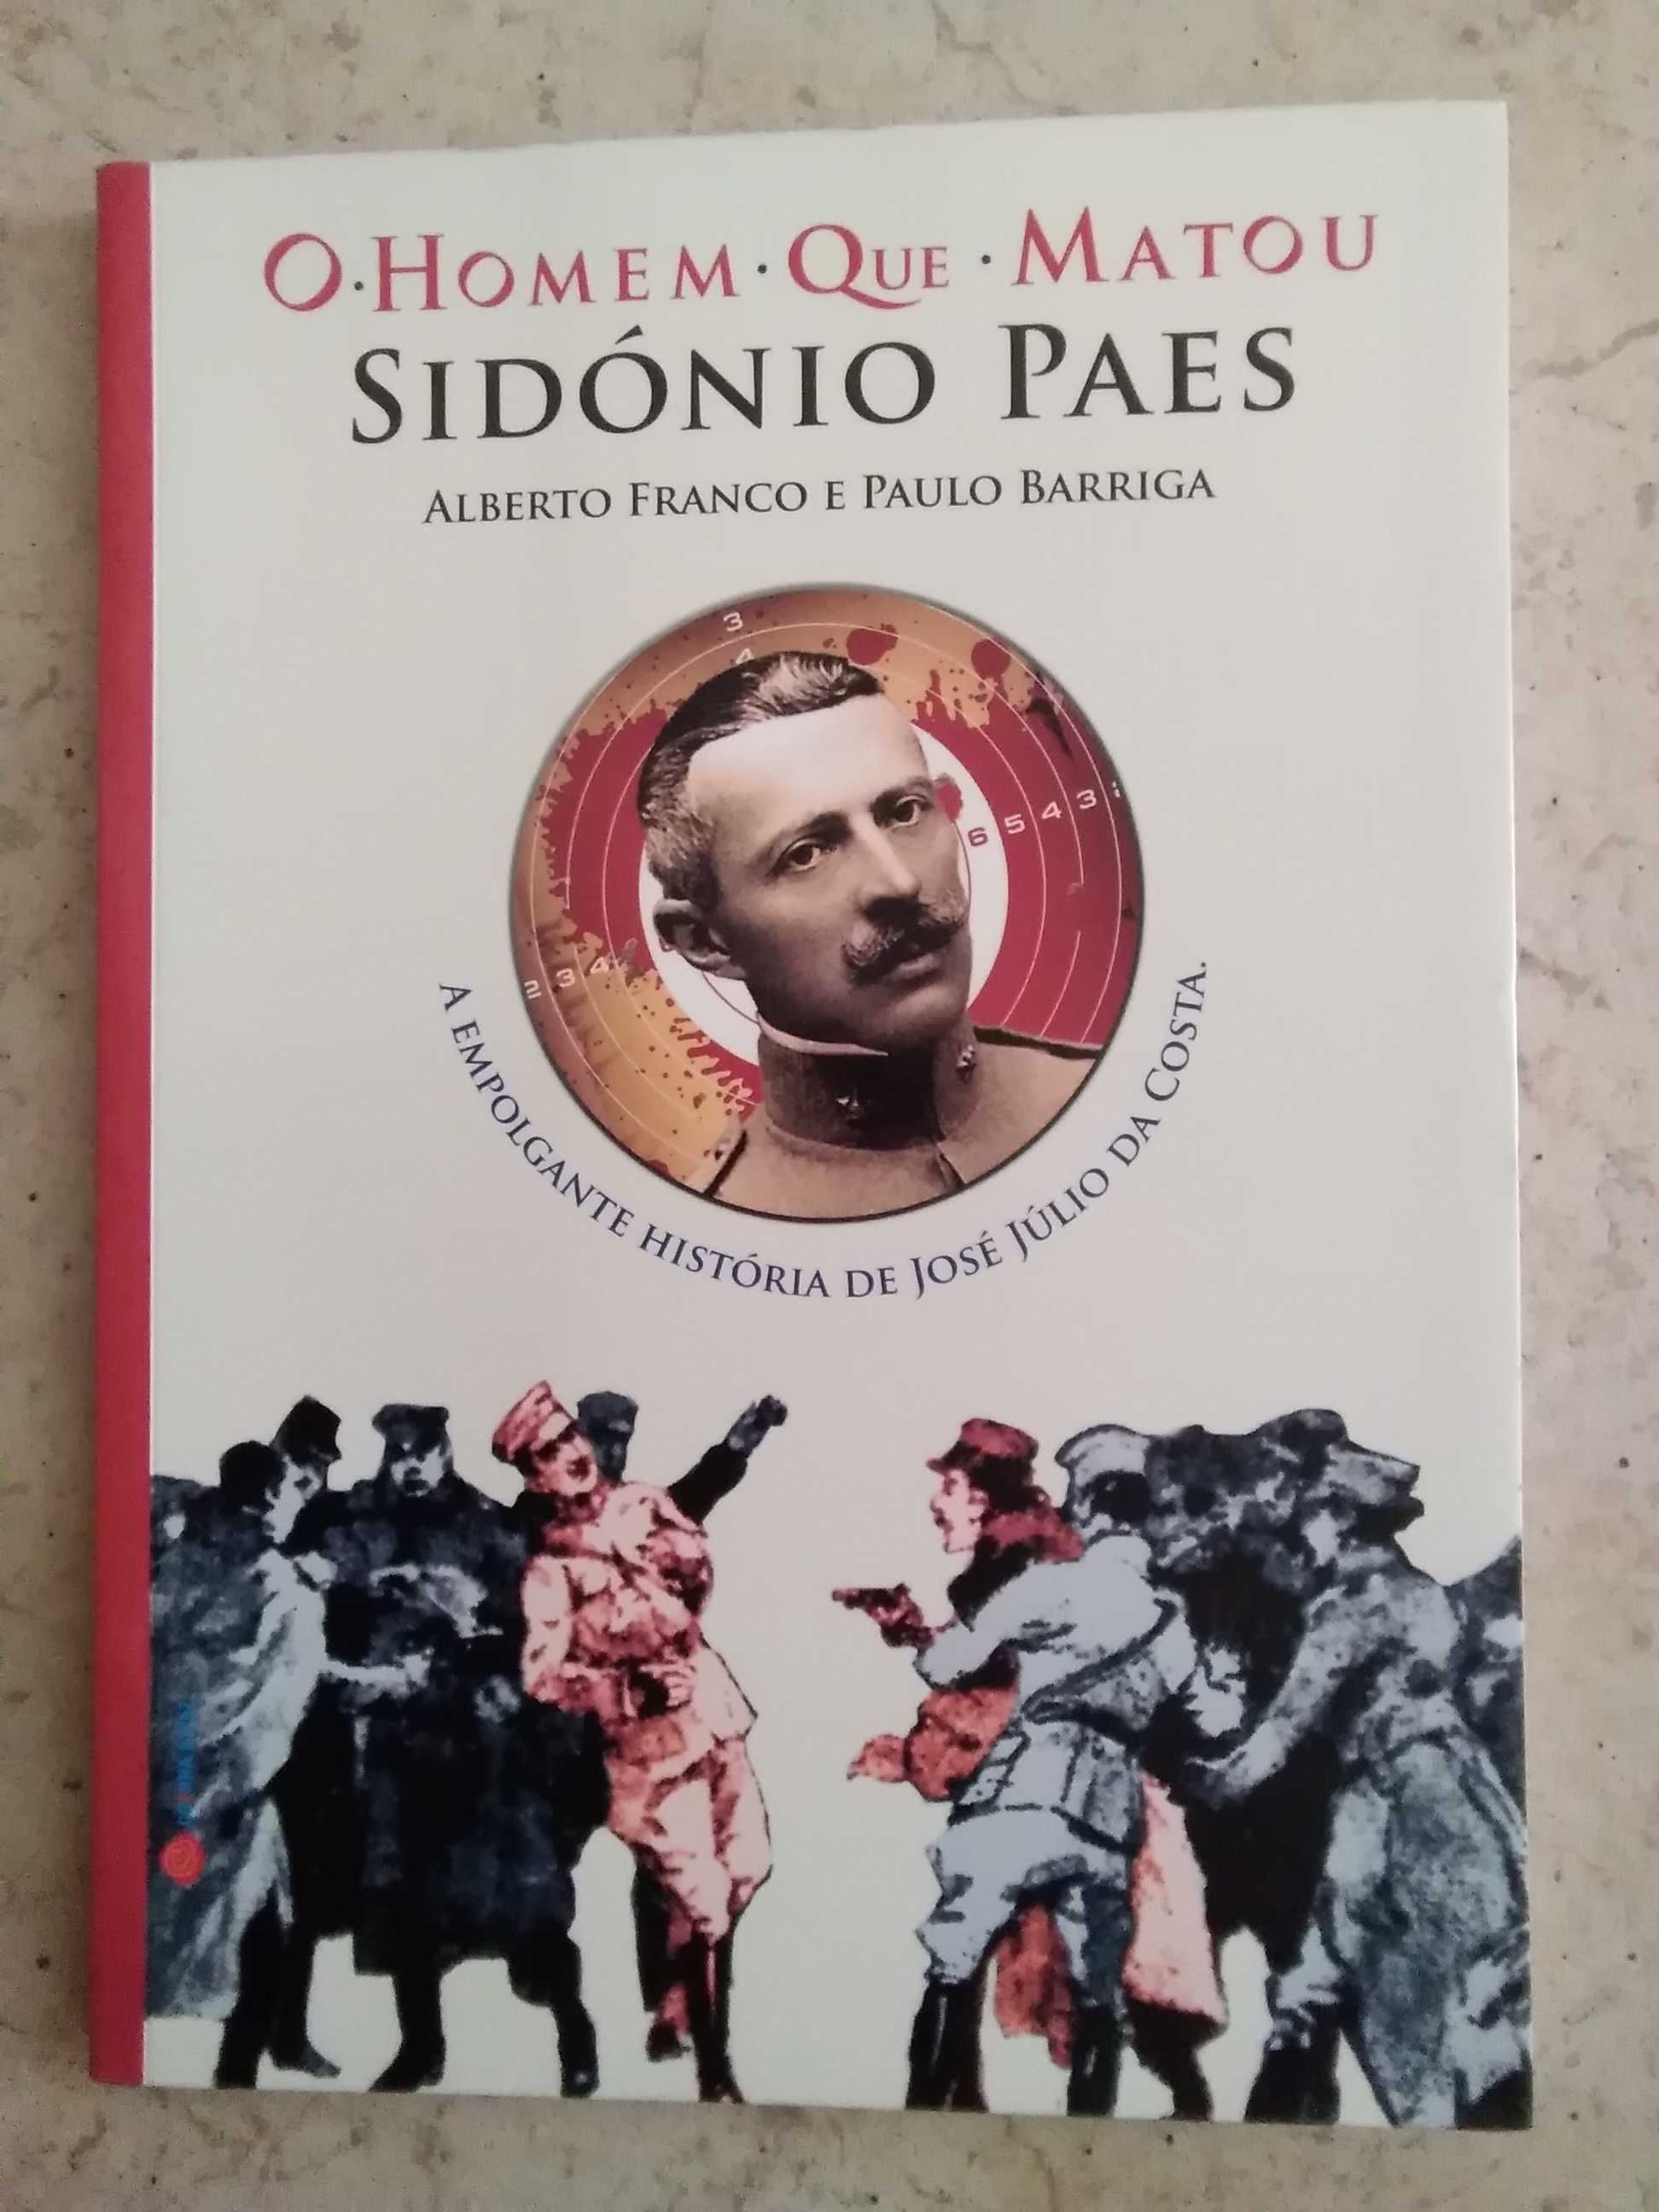 O·HOMEM·QUE·MATOU
SIDÓNIO PAES
ALBERTO FRANCO E PAULO BARRIGA
3
4
6 5 4 3
2 3 4
A EMPOLGANTE HISTÓRIA DE JOSÉ JÚLIO DA COSTA.